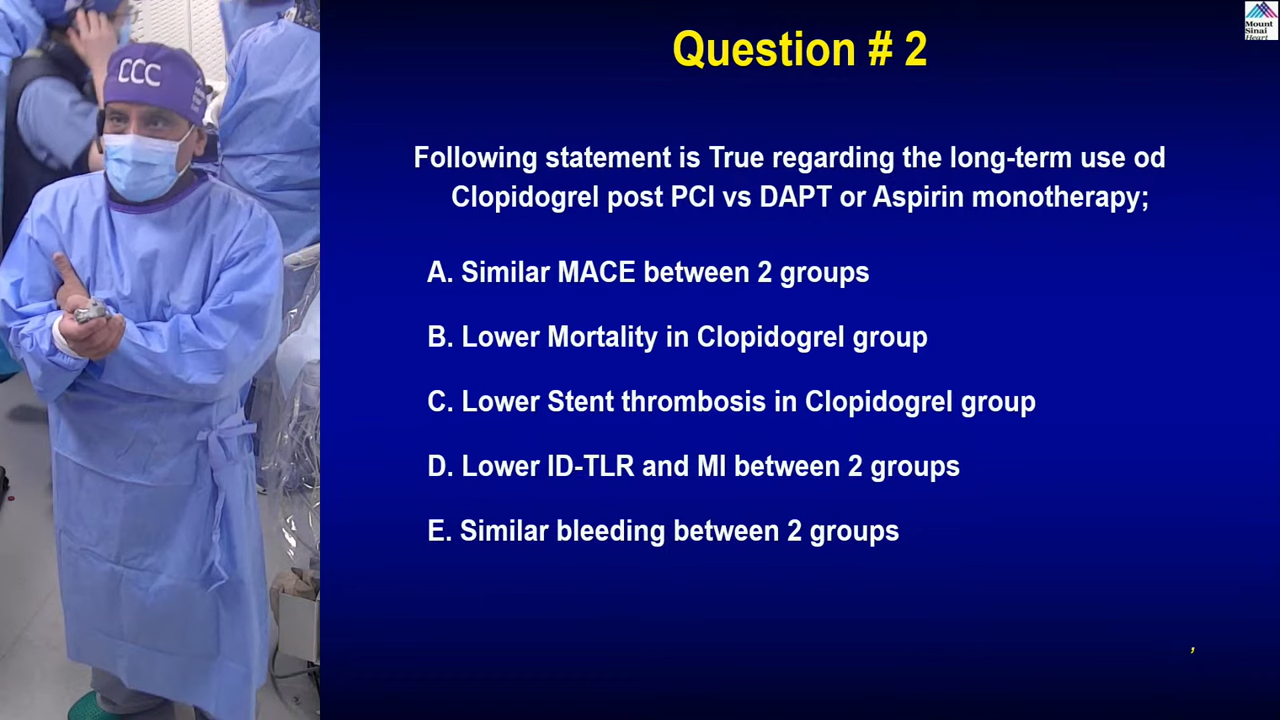 CCC
Question # 2
Mount
Sinai
Heart
Following statement is True regarding the long-term use od
Clopidogrel post PCI vs DAPT or Aspirin monotherapy;
A. Similar MACE between 2 groups
B. Lower Mortality in Clopidogrel group
C. Lower Stent thrombosis in Clopidogrel group
D. Lower ID-TLR and MI between 2 groups
E. Similar bleeding between 2 groups
,